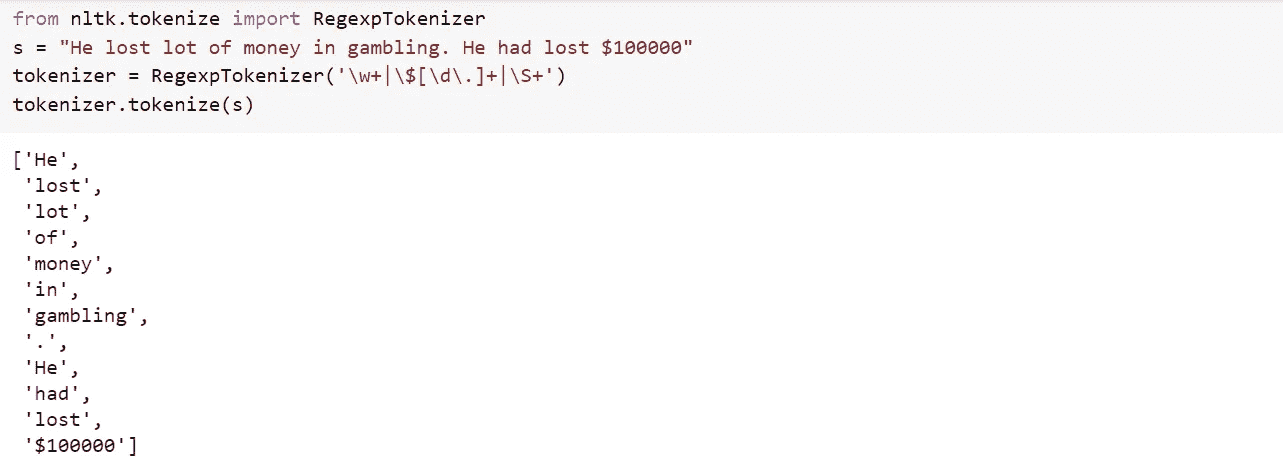 from nltk.tokenize import RegexpTokenizer
s = "He lost lot of money in gambling. He had lost $100000"
tokenizer = RegexpTokenizer('\w+|\$[\d\.]+|\S+')
tokenizer.tokenize(s)
['He',
'lost',
'lot',
'of',
'money',
'in',
'gambling',
'.',
'He',
'had',
'lost',
'$100000']